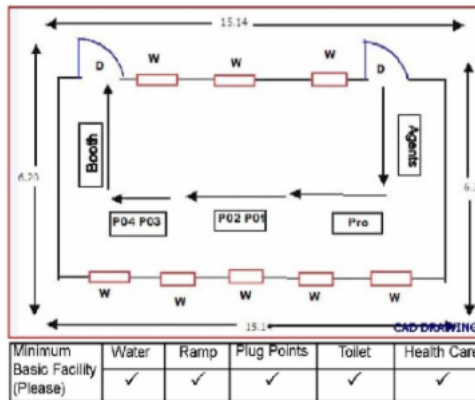 15.14
D W W W D
6.20
Booth
Agents
P04 P03
P02 P01
Pro
W W W W W
15.1
CAD DRAWING
Minimum Basic Facility (Please) Water Ramp Plug Points Toilet Health Care
✓ ✓ ✓ ✓ ✓